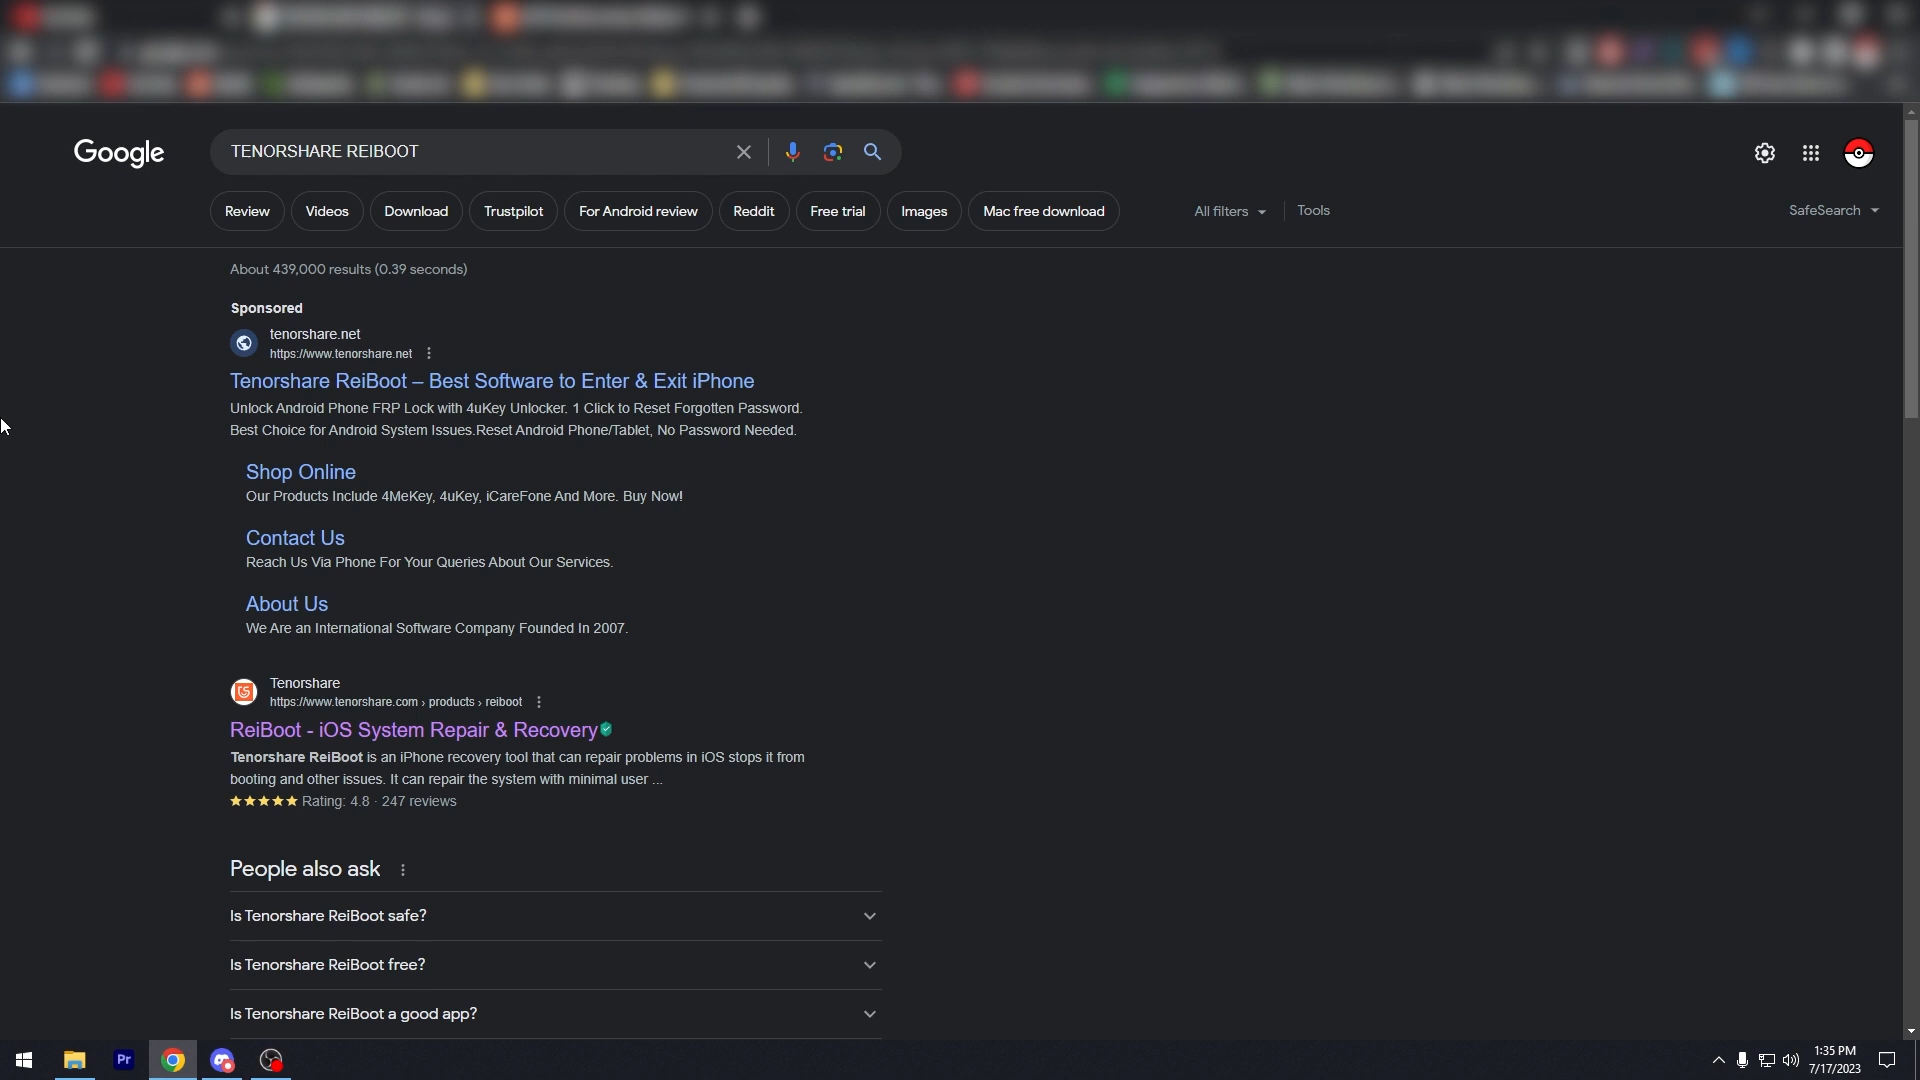 Google
TENORSHARE REIBOOT
Review
Videos
Download
Trustpilot
For Android review
Reddit
Free trial
Images
Mac free download
All filters
Tools
SafeSearch
About 439,000 results (0.39 seconds)
Sponsored
tenorshare.net
https://www.tenorshare.net
Tenorshare ReiBoot – Best Software to Enter & Exit iPhone
Unlock Android Phone FRP Lock with 4uKey Unlocker. 1 Click to Reset Forgotten Password.
Best Choice for Android System Issues.Reset Android Phone/Tablet, No Password Needed.
Shop Online
Our Products Include 4MeKey, 4uKey, iCareFone And More. Buy Now!
Contact Us
Reach Us Via Phone For Your Queries About Our Services.
About Us
We Are an International Software Company Founded In 2007.
Tenorshare
https://www.tenorshare.com › products › reiboot
ReiBoot - iOS System Repair & Recovery
Tenorshare ReiBoot is an iPhone recovery tool that can repair problems in iOS stops it from
booting and other issues. It can repair the system with minimal user ...
Rating: 4.8 · 247 reviews
People also ask
Is Tenorshare ReiBoot safe?
Is Tenorshare ReiBoot free?
Is Tenorshare ReiBoot a good app?
Pr
1:35 PM
7/17/2023